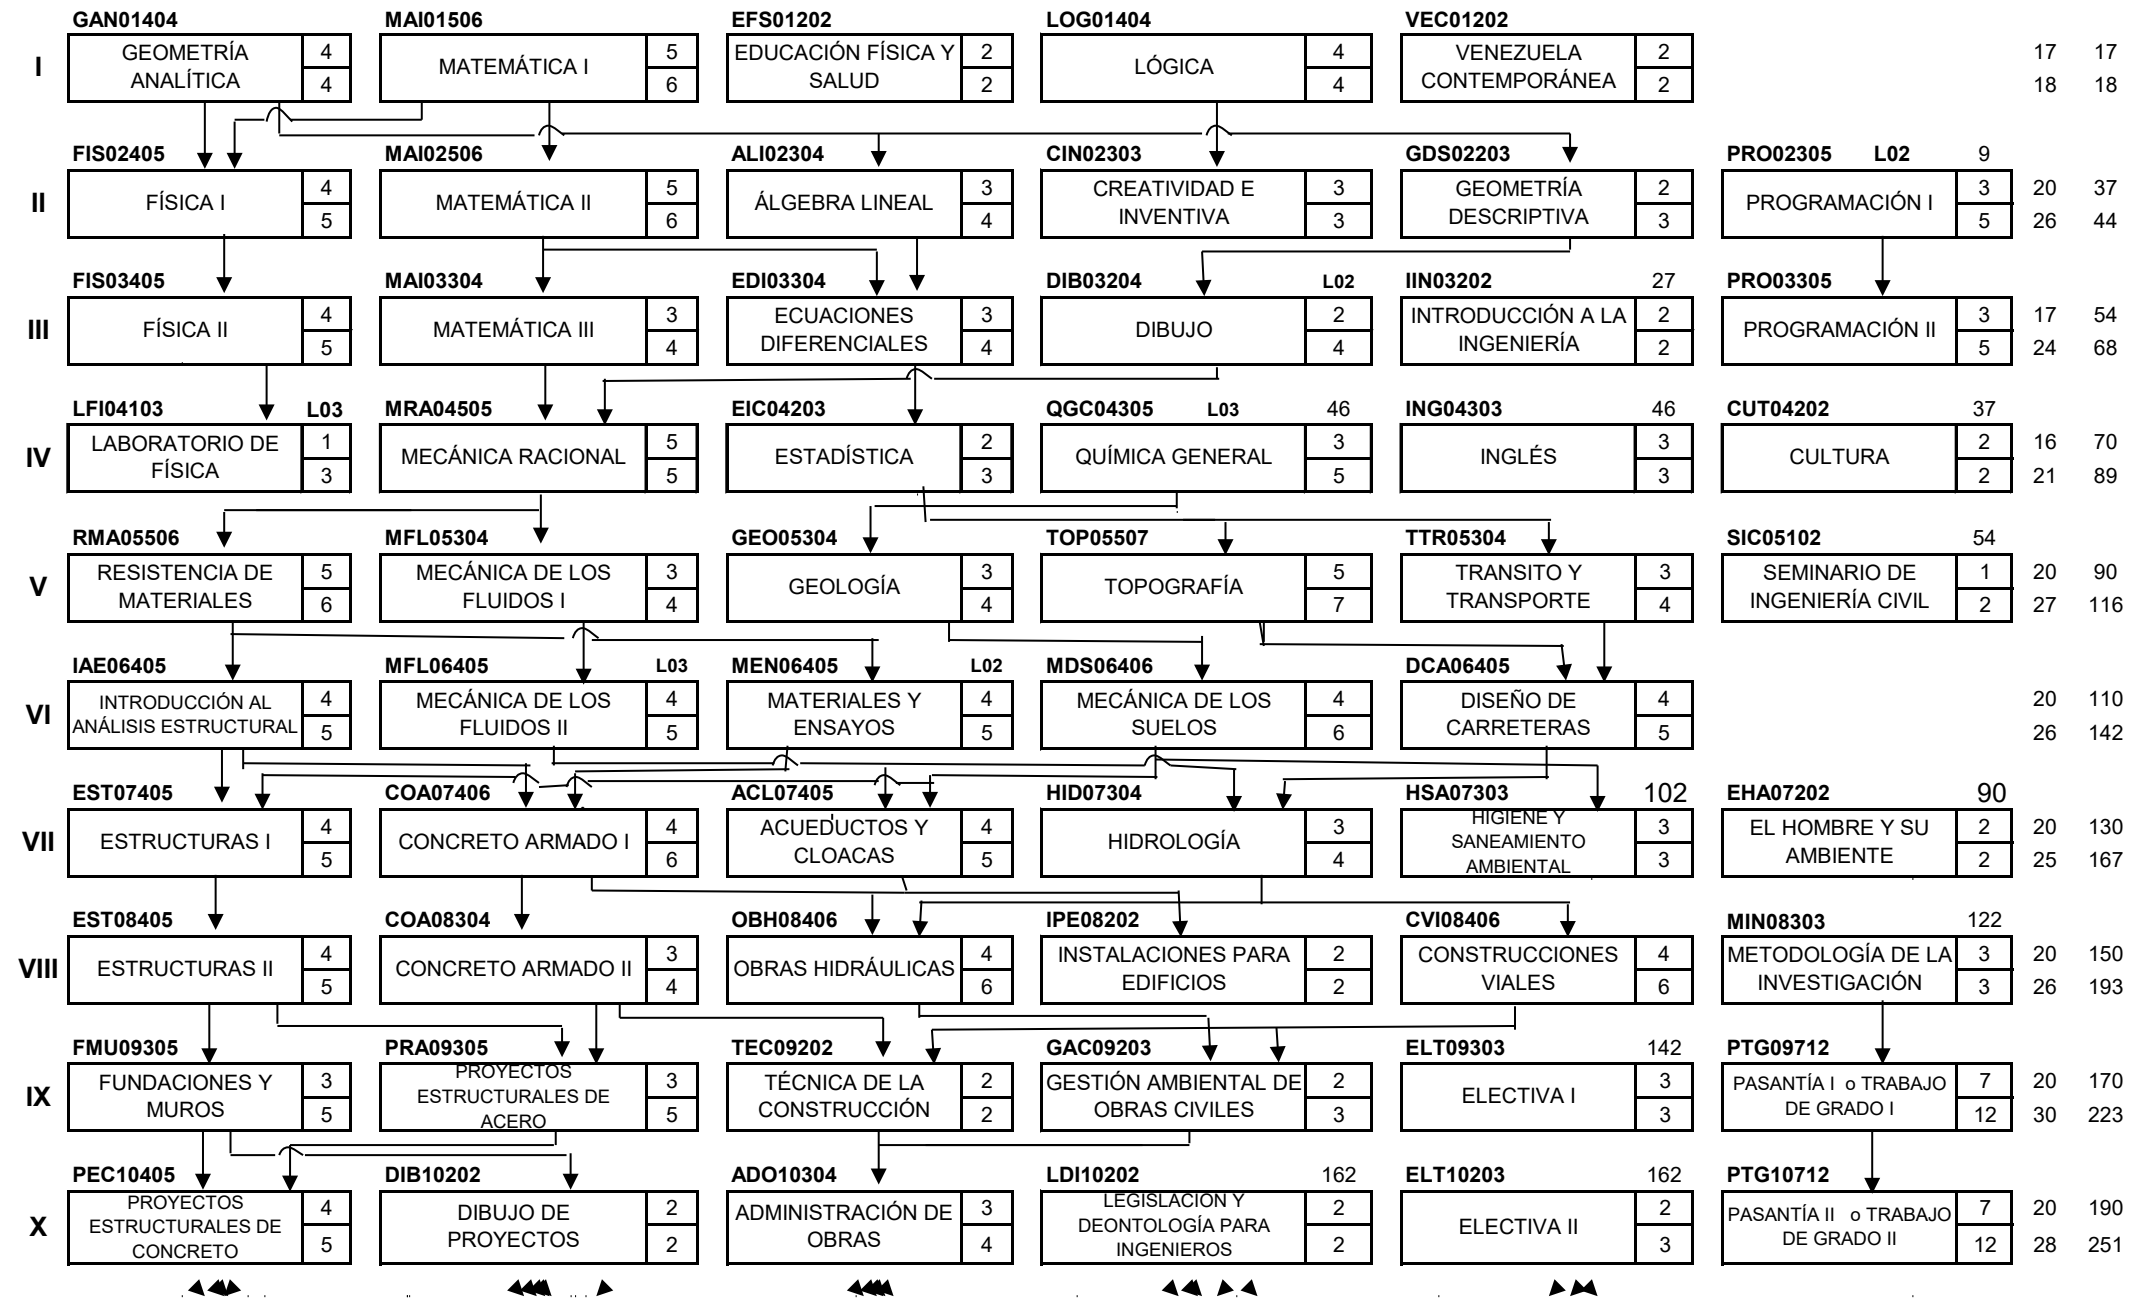 GAN01404 MAI01506 EFS01202 LOG01404 VEC01202
I
GEOMETRÍA ANALÍTICA 4 4
MATEMÁTICA I 5 6
EDUCACIÓN FÍSICA Y SALUD 2 2
LÓGICA 4 4
VENEZUELA CONTEMPORÁNEA 2 2
17 17
18 18
FIS02405 MAI02506 ALI02304 CIN02303 GDS02203 PRO02305 L02 9
II
FÍSICA I 4 5
MATEMÁTICA II 5 6
ÁLGEBRA LINEAL 3 4
CREATIVIDAD E INVENTIVA 3 3
GEOMETRÍA DESCRIPTIVA 2 3
PROGRAMACIÓN I 3 5
20 37
26 44
FIS03405 MAI03304 EDI03304 DIB03204 L02 IIN03202 27 PRO03305
III
FÍSICA II 4 5
MATEMÁTICA III 3 4
ECUACIONES DIFERENCIALES 3 4
DIBUJO 2 4
INTRODUCCIÓN A LA INGENIERÍA 2 2
PROGRAMACIÓN II 3 5
17 54
24 68
LFI04103 L03 MRA04505 EIC04203 QGC04305 L03 46 ING04303 46 CUT04202 37
IV
LABORATORIO DE FÍSICA 1 3
MECÁNICA RACIONAL 5 5
ESTADÍSTICA 2 3
QUÍMICA GENERAL 3 5
INGLÉS 3 3
CULTURA 2 2
16 70
21 89
RMA05506 MFL05304 GEO05304 TOP05507 TTR05304 SIC05102 54
V
RESISTENCIA DE MATERIALES 5 6
MECÁNICA DE LOS FLUIDOS I 3 4
GEOLOGÍA 3 4
TOPOGRAFÍA 5 7
TRANSITO Y TRANSPORTE 3 4
SEMINARIO DE INGENIERÍA CIVIL 1 2
20 90
27 116
IAE06405 MFL06405 L03 MEN06405 L02 MDS06406 DCA06405
VI
INTRODUCCIÓN AL ANÁLISIS ESTRUCTURAL 4 5
MECÁNICA DE LOS FLUIDOS II 4 5
MATERIALES Y ENSAYOS 4 5
MECÁNICA DE LOS SUELOS 4 6
DISEÑO DE CARRETERAS 4 5
20 110
26 142
EST07405 COA07406 ACL07405 HID07304 HSA07303 102 EHA07202 90
VII
ESTRUCTURAS I 4 5
CONCRETO ARMADO I 4 6
ACUEDUCTOS Y CLOACAS 4 5
HIDROLOGÍA 3 4
HIGIENE Y SANEAMIENTO AMBIENTAL 3 3
EL HOMBRE Y SU AMBIENTE 2 2
20 130
25 167
EST08405 COA08304 OBH08406 IPE08202 CVI08406 MIN08303 122
VIII
ESTRUCTURAS II 4 5
CONCRETO ARMADO II 3 4
OBRAS HIDRÁULICAS 4 6
INSTALACIONES PARA EDIFICIOS 2 2
CONSTRUCCIONES VIALES 4 6
METODOLOGÍA DE LA INVESTIGACIÓN 3 3
20 150
26 193
FMU09305 PRA09305 TEC09202 GAC09203 ELT09303 142 PTG09712
IX
FUNDACIONES Y MUROS 3 5
PROYECTOS ESTRUCTURALES DE ACERO 3 5
TÉCNICA DE LA CONSTRUCCIÓN 2 2
GESTIÓN AMBIENTAL DE OBRAS CIVILES 2 3
ELECTIVA I 3 3
PASANTÍA I o TRABAJO DE GRADO I 7 12
20 170
30 223
PEC10405 DIB10202 ADO10304 LDI10202 162 ELT10203 162 PTG10712
X
PROYECTOS ESTRUCTURALES DE CONCRETO 4 5
DIBUJO DE PROYECTOS 2 2
ADMINISTRACIÓN DE OBRAS 3 4
LEGISLACION Y DEONTOLOGÍA PARA INGENIEROS 2 2
ELECTIVA II 2 3
PASANTÍA II o TRABAJO DE GRADO II 7 12
20 190
28 251